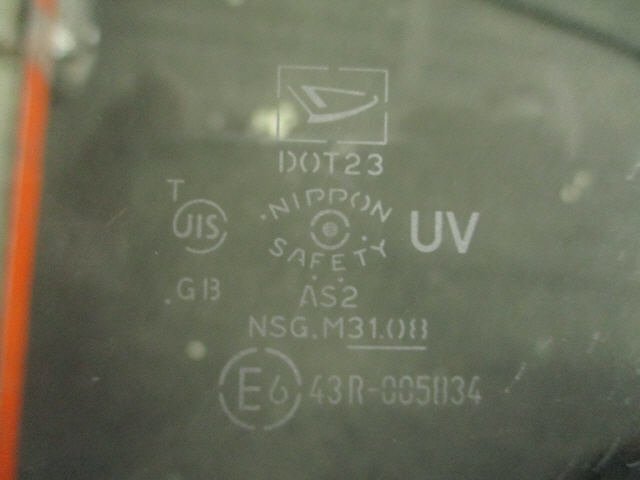 DOT23
T
JIS
NIPPON
SAFETY
UV
GB
AS2
NSG.M31.08
E6 43R-005034